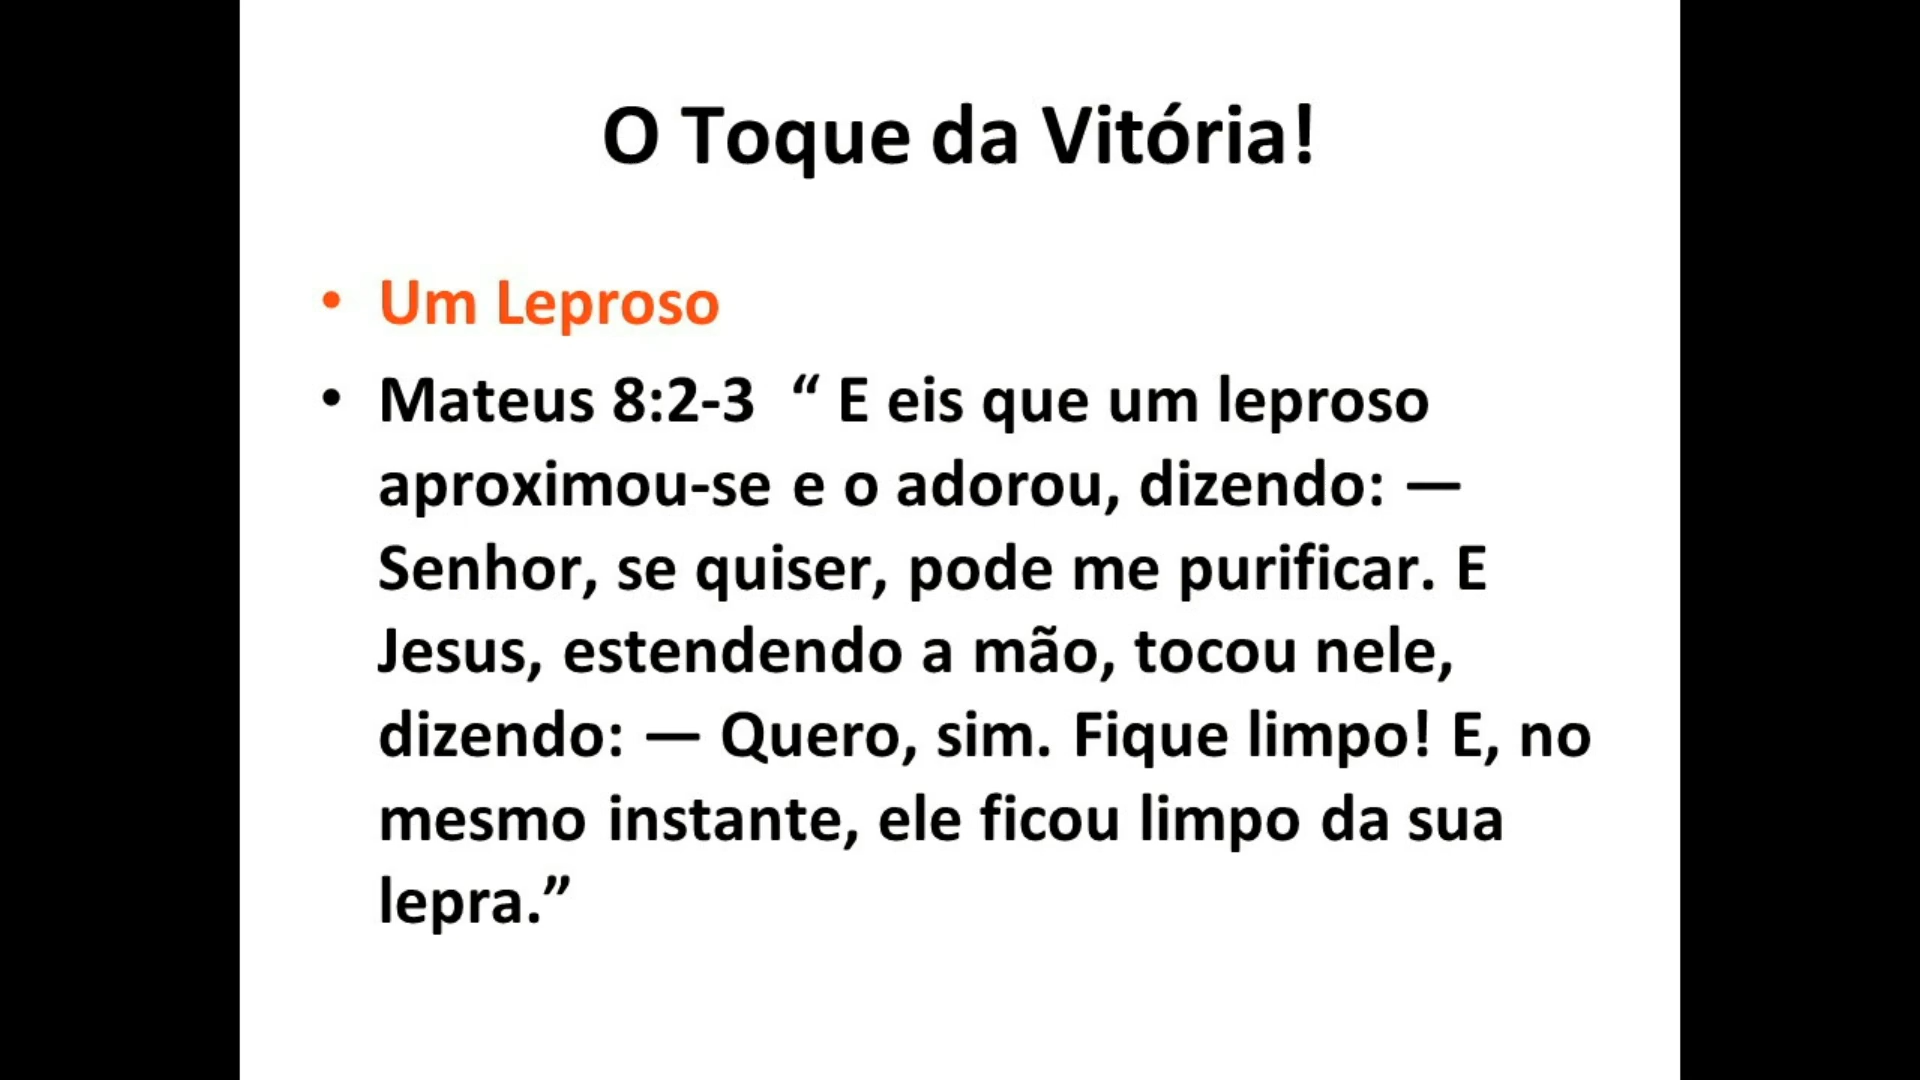 O Toque da Vitória!
• Um Leproso
• Mateus 8:2-3  “ E eis que um leproso
aproximou-se e o adorou, dizendo: —
Senhor, se quiser, pode me purificar. E
Jesus, estendendo a mão, tocou nele,
dizendo: — Quero, sim. Fique limpo! E, no
mesmo instante, ele ficou limpo da sua
lepra.”